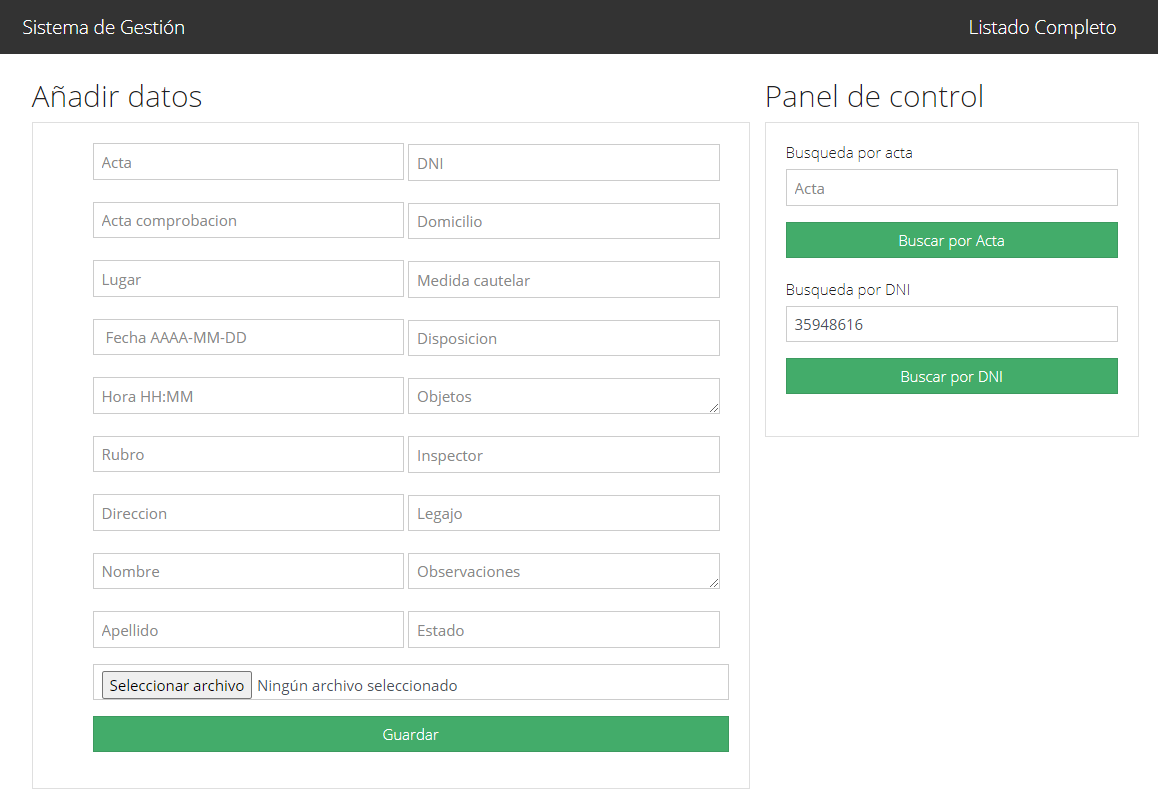 Sistema de Gestión
Listado Completo
Añadir datos
Acta
DNI
Acta comprobacion
Domicilio
Lugar
Medida cautelar
Fecha AAAA-MM-DD
Disposicion
Hora HH:MM
Objetos
Rubro
Inspector
Direccion
Legajo
Nombre
Observaciones
Apellido
Estado
Seleccionar archivo Ningún archivo seleccionado
Guardar
Panel de control
Busqueda por acta
Acta
Buscar por Acta
Busqueda por DNI
35948616
Buscar por DNI